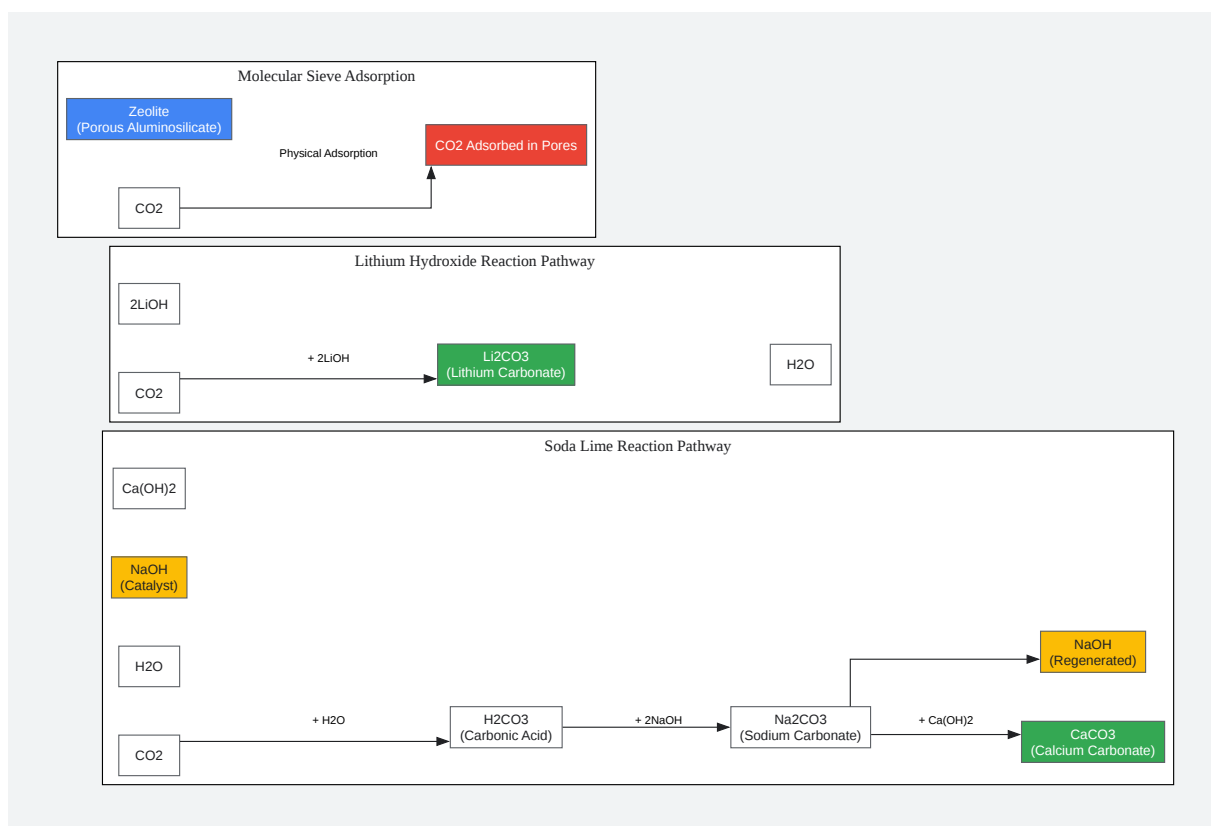 Molecular Sieve Adsorption
Zeolite
(Porous Aluminosilicate)
Physical Adsorption
CO2 Adsorbed in Pores
CO2
Lithium Hydroxide Reaction Pathway
2LiOH
+ 2LiOH
Li2CO3
(Lithium Carbonate)
H2O
CO2
Soda Lime Reaction Pathway
Ca(OH)2
NaOH
(Catalyst)
H2O
NaOH
(Regenerated)
CO2
+ H2O
H2CO3
(Carbonic Acid)
+ 2NaOH
Na2CO3
(Sodium Carbonate)
+ Ca(OH)2
CaCO3
(Calcium Carbonate)